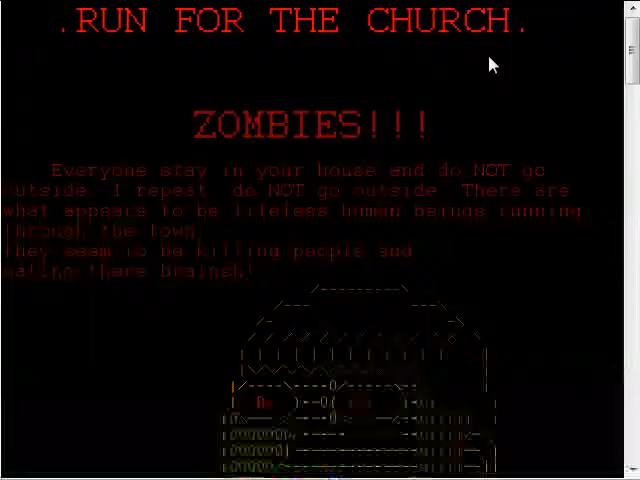 .RUN FOR THE CHURCH.
ZOMBIES!!!
Everyone stay in your house and do NOT go
outside. I repeat, do NOT go outside. There are
what appears to be lifeless human beings running
through the town.
They seem to be killing people and
eating there brains!!